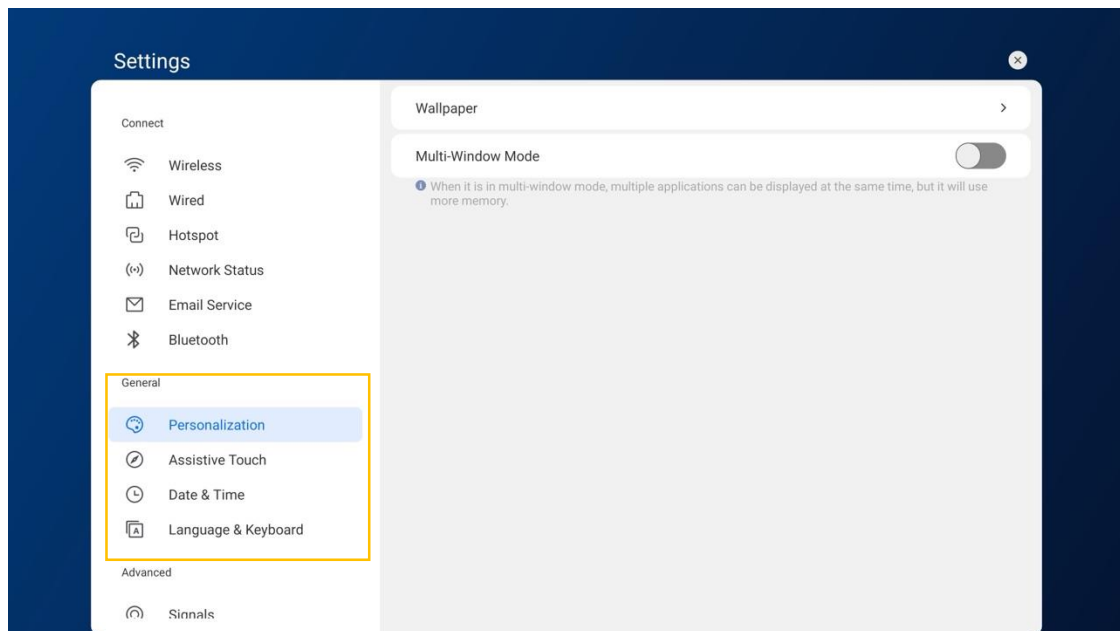 Settings
Connect
Wireless
Wired
Hotspot
Network Status
Email Service
Bluetooth
General
Personalization
Assistive Touch
Date & Time
Language & Keyboard
Advanced
Signals
Wallpaper
Multi-Window Mode
When it is in multi-window mode, multiple applications can be displayed at the same time, but it will use
more memory.